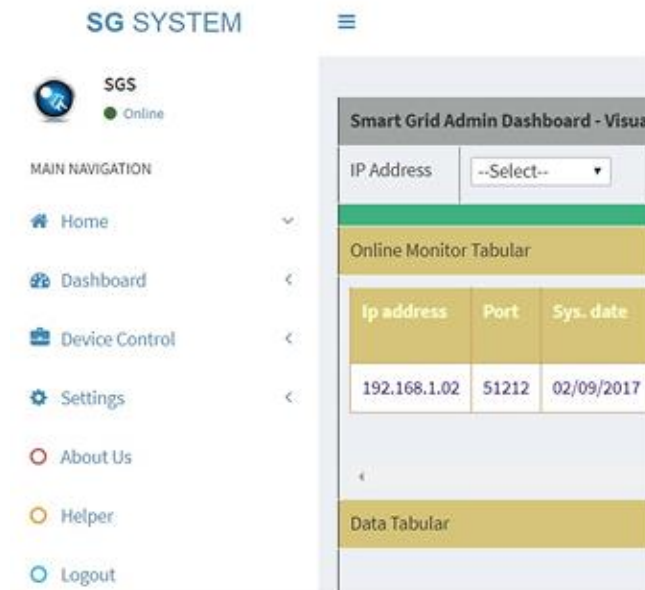 SG SYSTEM
SGS
Online
MAIN NAVIGATION
Home
Dashboard
Device Control
Settings
About Us
Helper
Logout
Smart Grid Admin Dashboard - Visua
IP Address --Select--
Online Monitor Tabular
Ip address Port Sys. date
192.168.1.02 51212 02/09/2017
Data Tabular